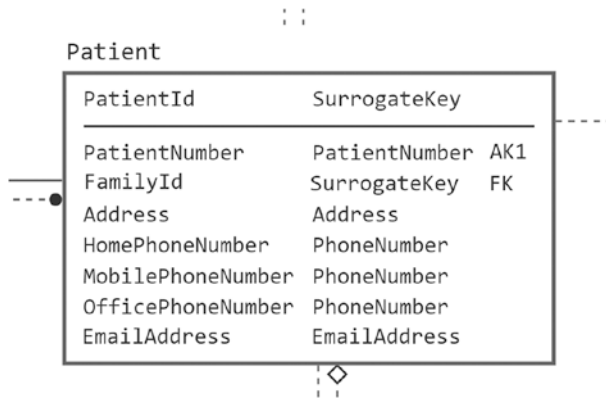 Patient
PatientId SurrogateKey
PatientNumber PatientNumber AK1
FamilyId SurrogateKey FK
Address Address
HomePhoneNumber PhoneNumber
MobilePhoneNumber PhoneNumber
OfficePhoneNumber PhoneNumber
EmailAddress EmailAddress